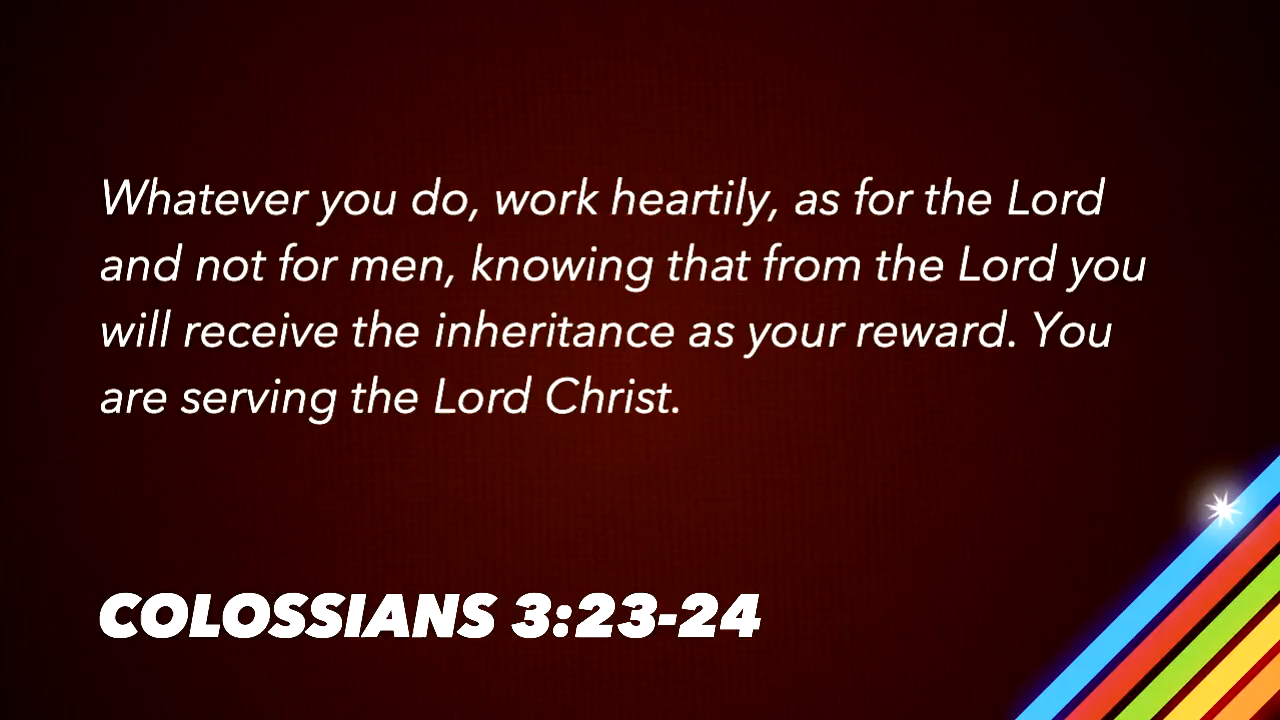 Whatever you do, work heartily, as for the Lord
and not for men, knowing that from the Lord you
will receive the inheritance as your reward. You
are serving the Lord Christ.
COLOSSIANS 3:23-24